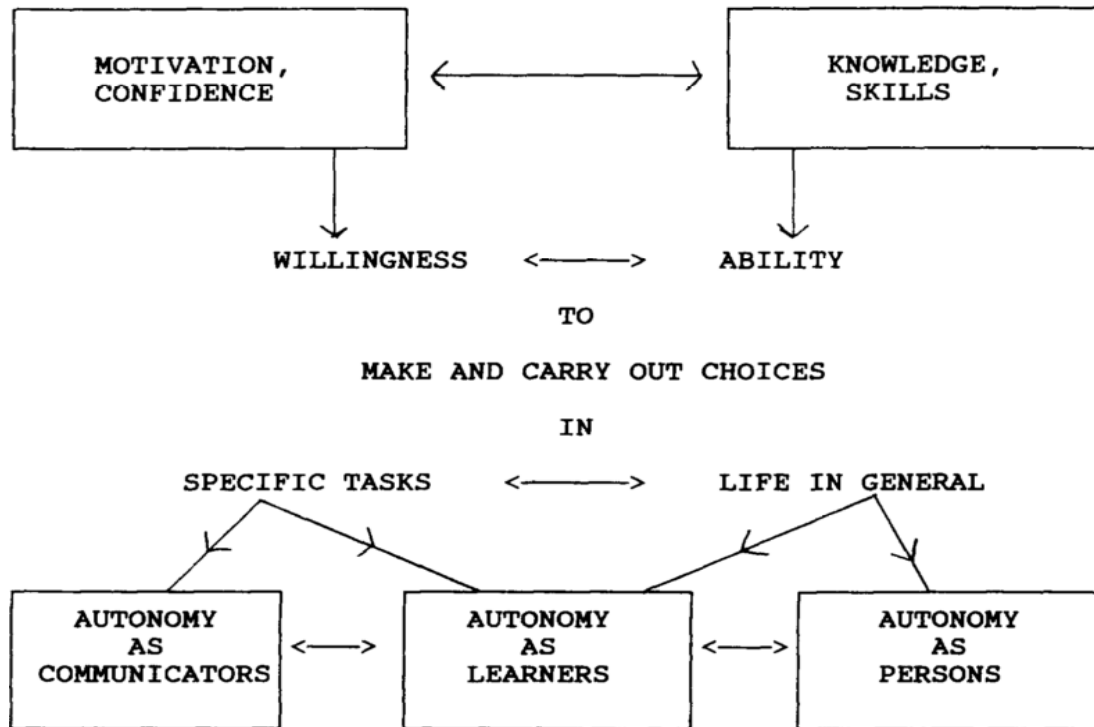 MOTIVATION,
CONFIDENCE
KNOWLEDGE,
SKILLS
WILLINGNESS <——> ABILITY
TO
MAKE AND CARRY OUT CHOICES
IN
SPECIFIC TASKS <——> LIFE IN GENERAL
AUTONOMY
AS
COMMUNICATORS
AUTONOMY
AS
LEARNERS
AUTONOMY
AS
PERSONS